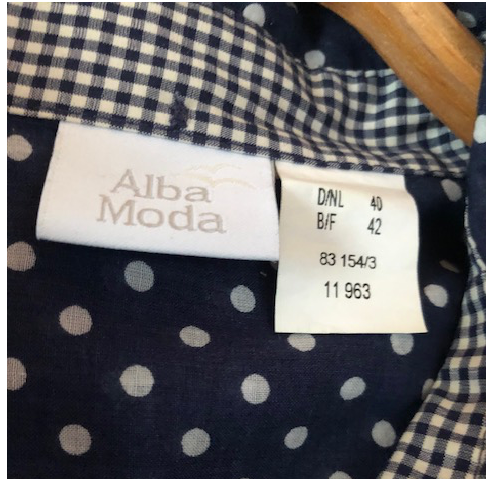 Alba
Moda
D/NL 40
B/F 42
83 154/3
11 963